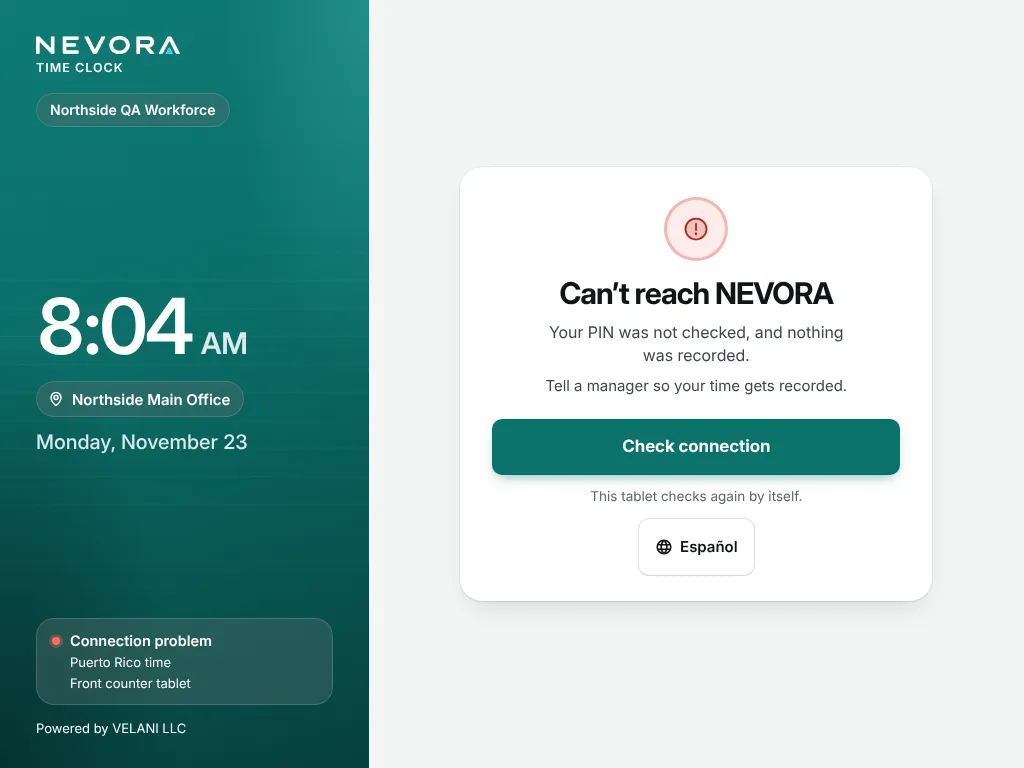 NEVORA
TIME CLOCK
Northside QA Workforce
8:04 AM
Northside Main Office
Monday, November 23
Connection problem
Puerto Rico time
Front counter tablet
Powered by VELANI LLC
Can’t reach NEVORA
Your PIN was not checked, and nothing
was recorded.
Tell a manager so your time gets recorded.
Check connection
This tablet checks again by itself.
Español